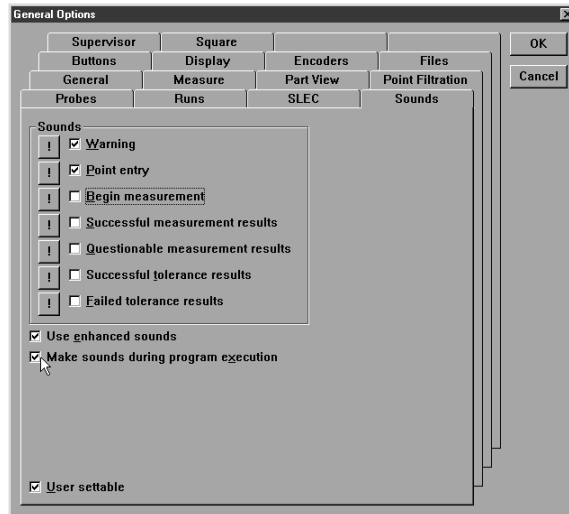 General Options
Supervisor Square
OK
Buttons Display Encoders Files
General Measure Part View Point Filtration
Cancel
Probes Runs SLEC Sounds
Sounds
! Warning
! Point entry
! Begin measurement
! Successful measurement results
! Questionable measurement results
! Successful tolerance results
! Failed tolerance results
Use enhanced sounds
Make sounds during program execution
User settable